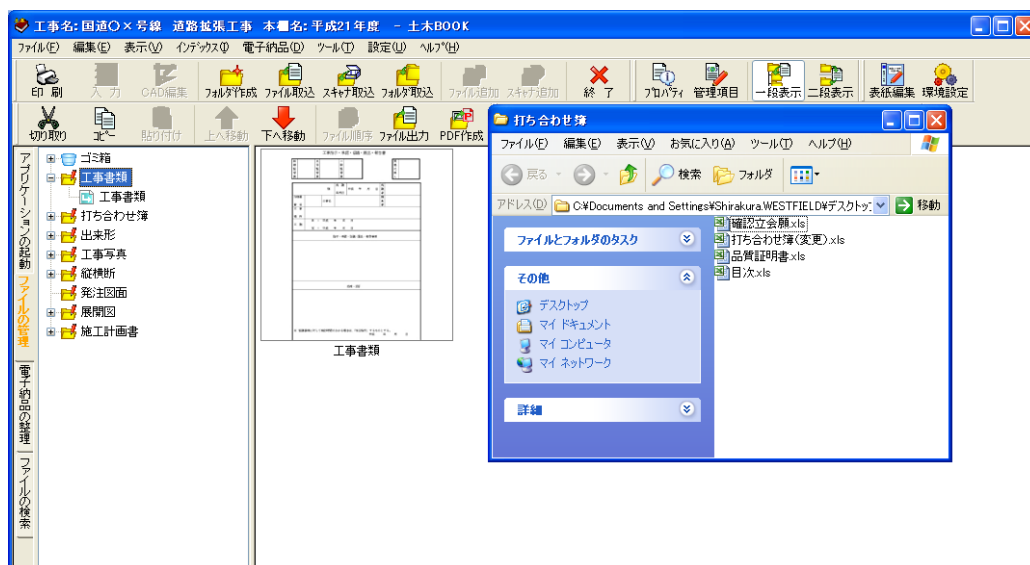 工事名:国道○×号線 道路拡張工事 本棚名:平成21年度 - 土木BOOK
ファイル(F) 編集(E) 表示(V) インデックス(I) 電子納品(D) ツール(T) 設定(U) ヘルプ(H)
印 刷 入 力 CAD編集 フォルダ作成 ファイル取込 スキャナ取込 フォルダ取込 ファイル追加 スキャナ追加 終 了 プロパティ 管理項目 一段表示 二段表示 表紙編集 環境設定
切り取り コピー 貼り付け 上へ移動 下へ移動 ファイル順序 ファイル出力 PDF作成
アプリケーションの起動
ファイルの管理
電子納品の整理
ファイルの検索
ゴミ箱
工事書類
工事書類
打ち合わせ簿
出来形
工事写真
縦横断
発注図面
展開図
施工計画書
工事書類
打ち合わせ簿
ファイル(F) 編集(E) 表示(V) お気に入り(A) ツール(T) ヘルプ(H)
戻る 検索 フォルダ
アドレス(D) C:¥Documents and Settings¥Shirakura.WESTFIELD¥デスクトッ 移動
ファイルとフォルダのタスク
その他
デスクトップ
マイ ドキュメント
マイ コンピュータ
マイ ネットワーク
詳細
確認立会願.xls
打ち合わせ簿(変更).xls
品質証明書.xls
目次.xls